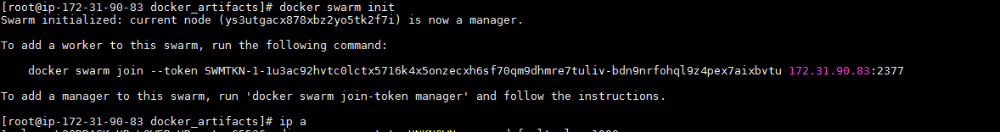 [root@ip-172-31-90-83 docker_artifacts]# docker swarm init
Swarm initialized: current node (ys3utgacx878xbz2yo5tk2f7i) is now a manager.
To add a worker to this swarm, run the following command:
docker swarm join --token SWMTKN-1-1u3ac92hvtc0lctx5716k4x5onzecxh6sf70qm9dhmre7tuliv-bdn9nrfohql9z4pex7aixbvtu 172.31.90.83:2377
To add a manager to this swarm, run 'docker swarm join-token manager' and follow the instructions.
[root@ip-172-31-90-83 docker_artifacts]# ip a